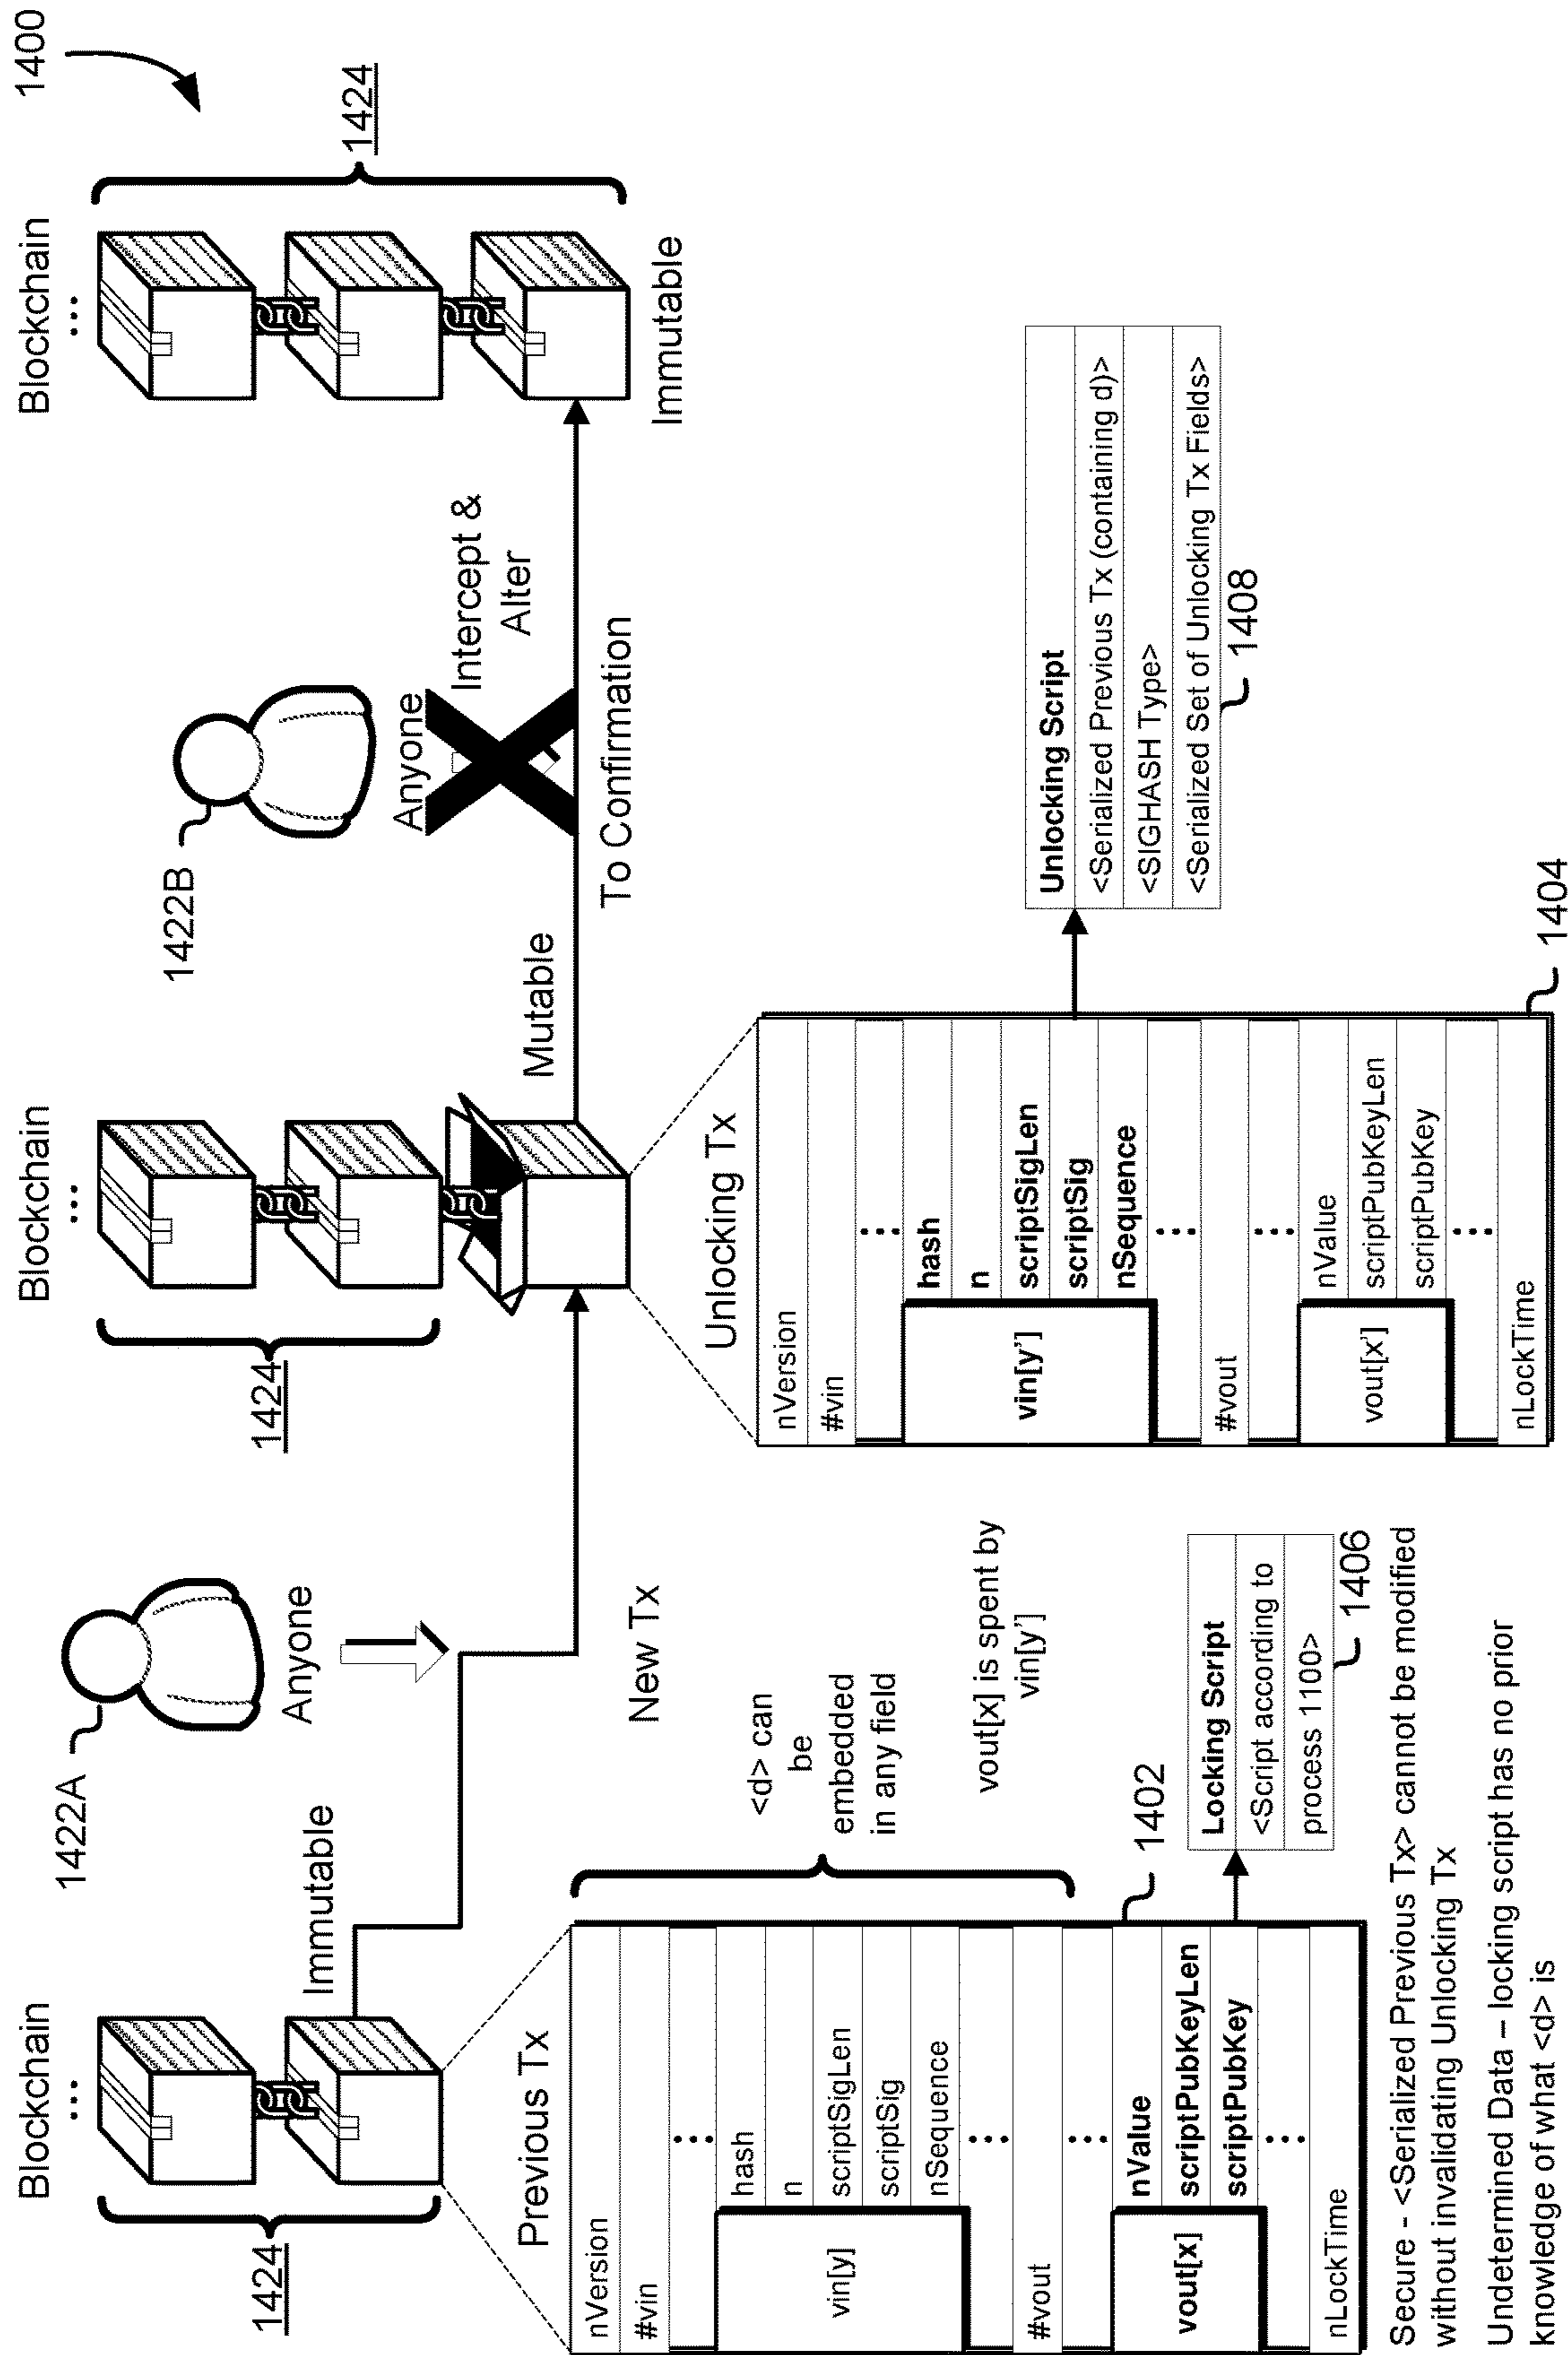 1400
Blockchain
...
1424
Immutable
1422A
Anyone
New Tx
Blockchain
...
1424
Mutable
1422B
Anyone
Intercept &
Alter
To Confirmation
Blockchain
...
1424
Immutable
Previous Tx
nVersion
#vin
...
vin[y]
hash
n
scriptSigLen
scriptSig
nSequence
...
#vout
...
vout[x]
nValue
scriptPubKeyLen
scriptPubKey
...
nLockTime
1402
<d> can
be
embedded
in any field
vout[x] is spent by
vin[y']
Locking Script
<Script according to
process 1100>
1406
Unlocking Tx
nVersion
#vin
...
vin[y']
hash
n
scriptSigLen
scriptSig
nSequence
...
#vout
...
vout[x']
nValue
scriptPubKeyLen
scriptPubKey
...
nLockTime
1404
Unlocking Script
<Serialized Previous Tx (containing d)>
<SIGHASH Type>
<Serialized Set of Unlocking Tx Fields>
1408
Secure - <Serialized Previous Tx> cannot be modified
without invalidating Unlocking Tx
Undetermined Data – locking script has no prior
knowledge of what <d> is